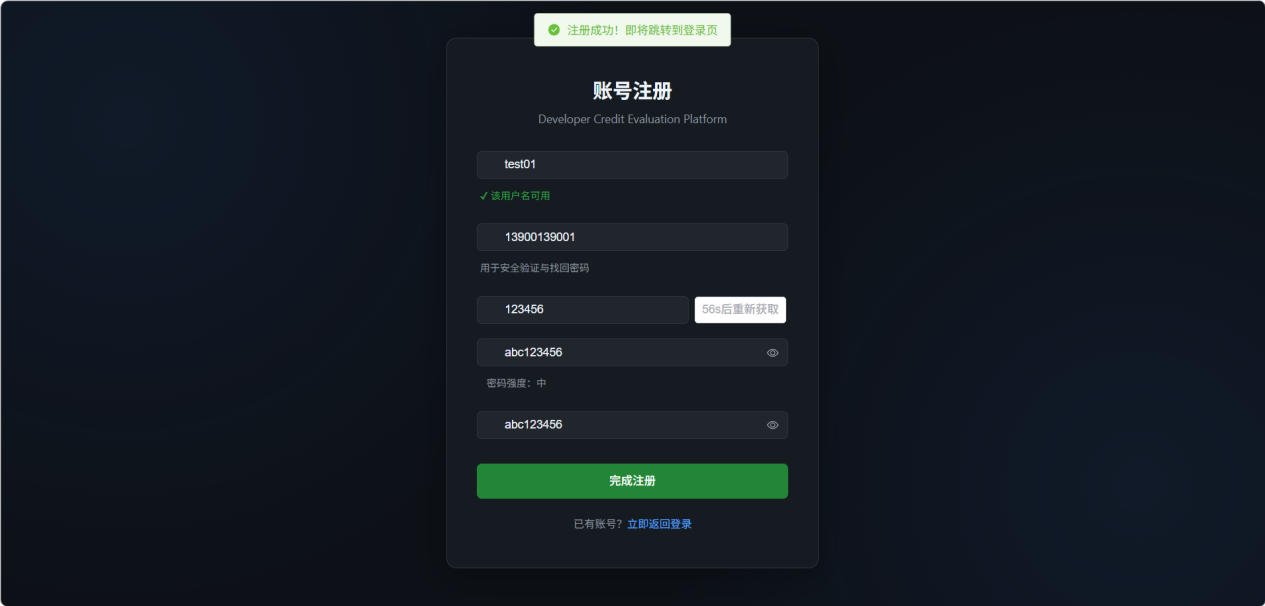 注册成功！即将跳转到登录页
账号注册
Developer Credit Evaluation Platform
test01
✓ 该用户名可用
13900139001
用于安全验证与找回密码
123456
56s后重新获取
abc123456
密码强度：中
abc123456
完成注册
已有账号？立即返回登录